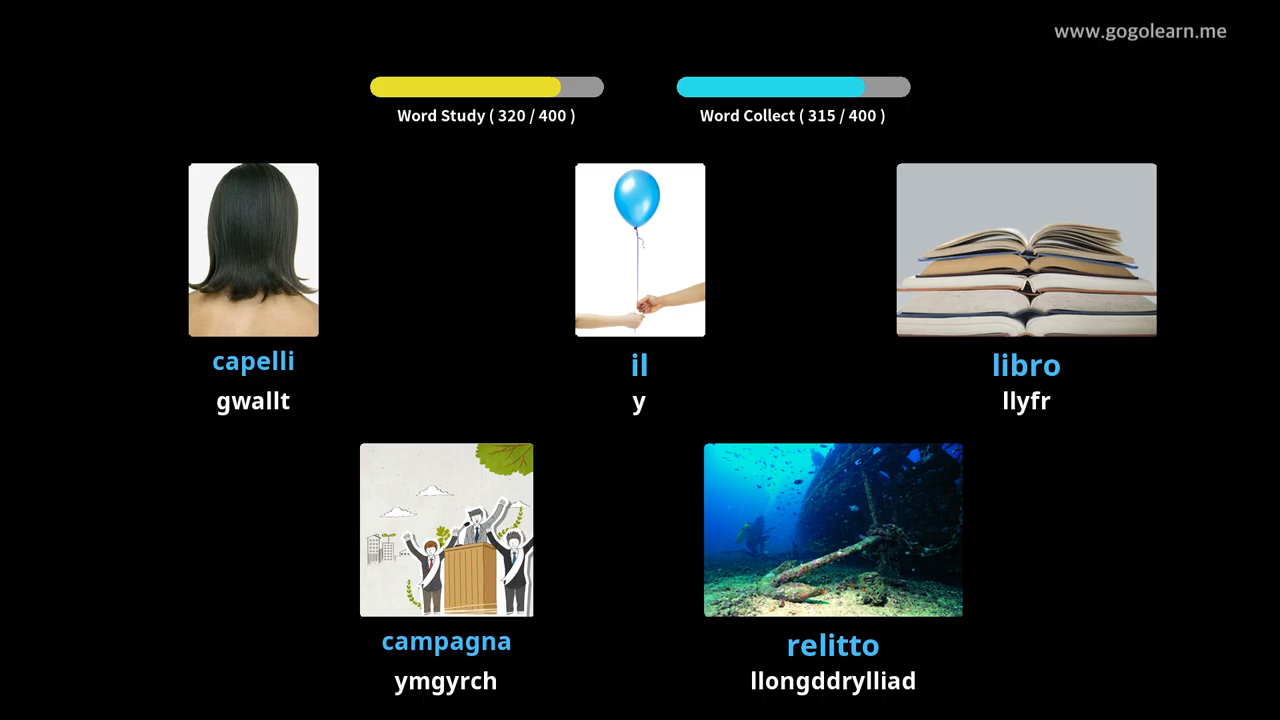 www.gogolearn.me
Word Study ( 320 / 400 )
Word Collect ( 315 / 400 )
capelli
gwallt
il
y
libro
llyfr
campagna
ymgyrch
relitto
llongddrylliad